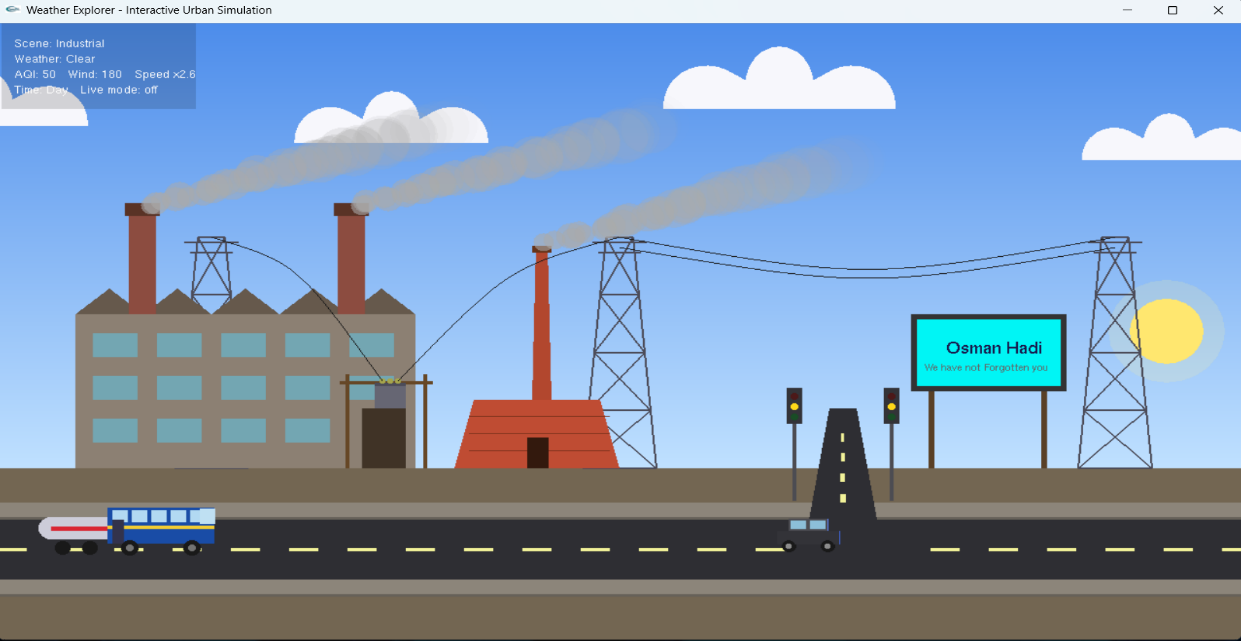 Weather Explorer - Interactive Urban Simulation
Scene: Industrial
Weather: Clear
AQI: 50 Wind: 180 Speed x2.6
Time: Day Live mode: off
Osman Hadi
We have not Forgotten you